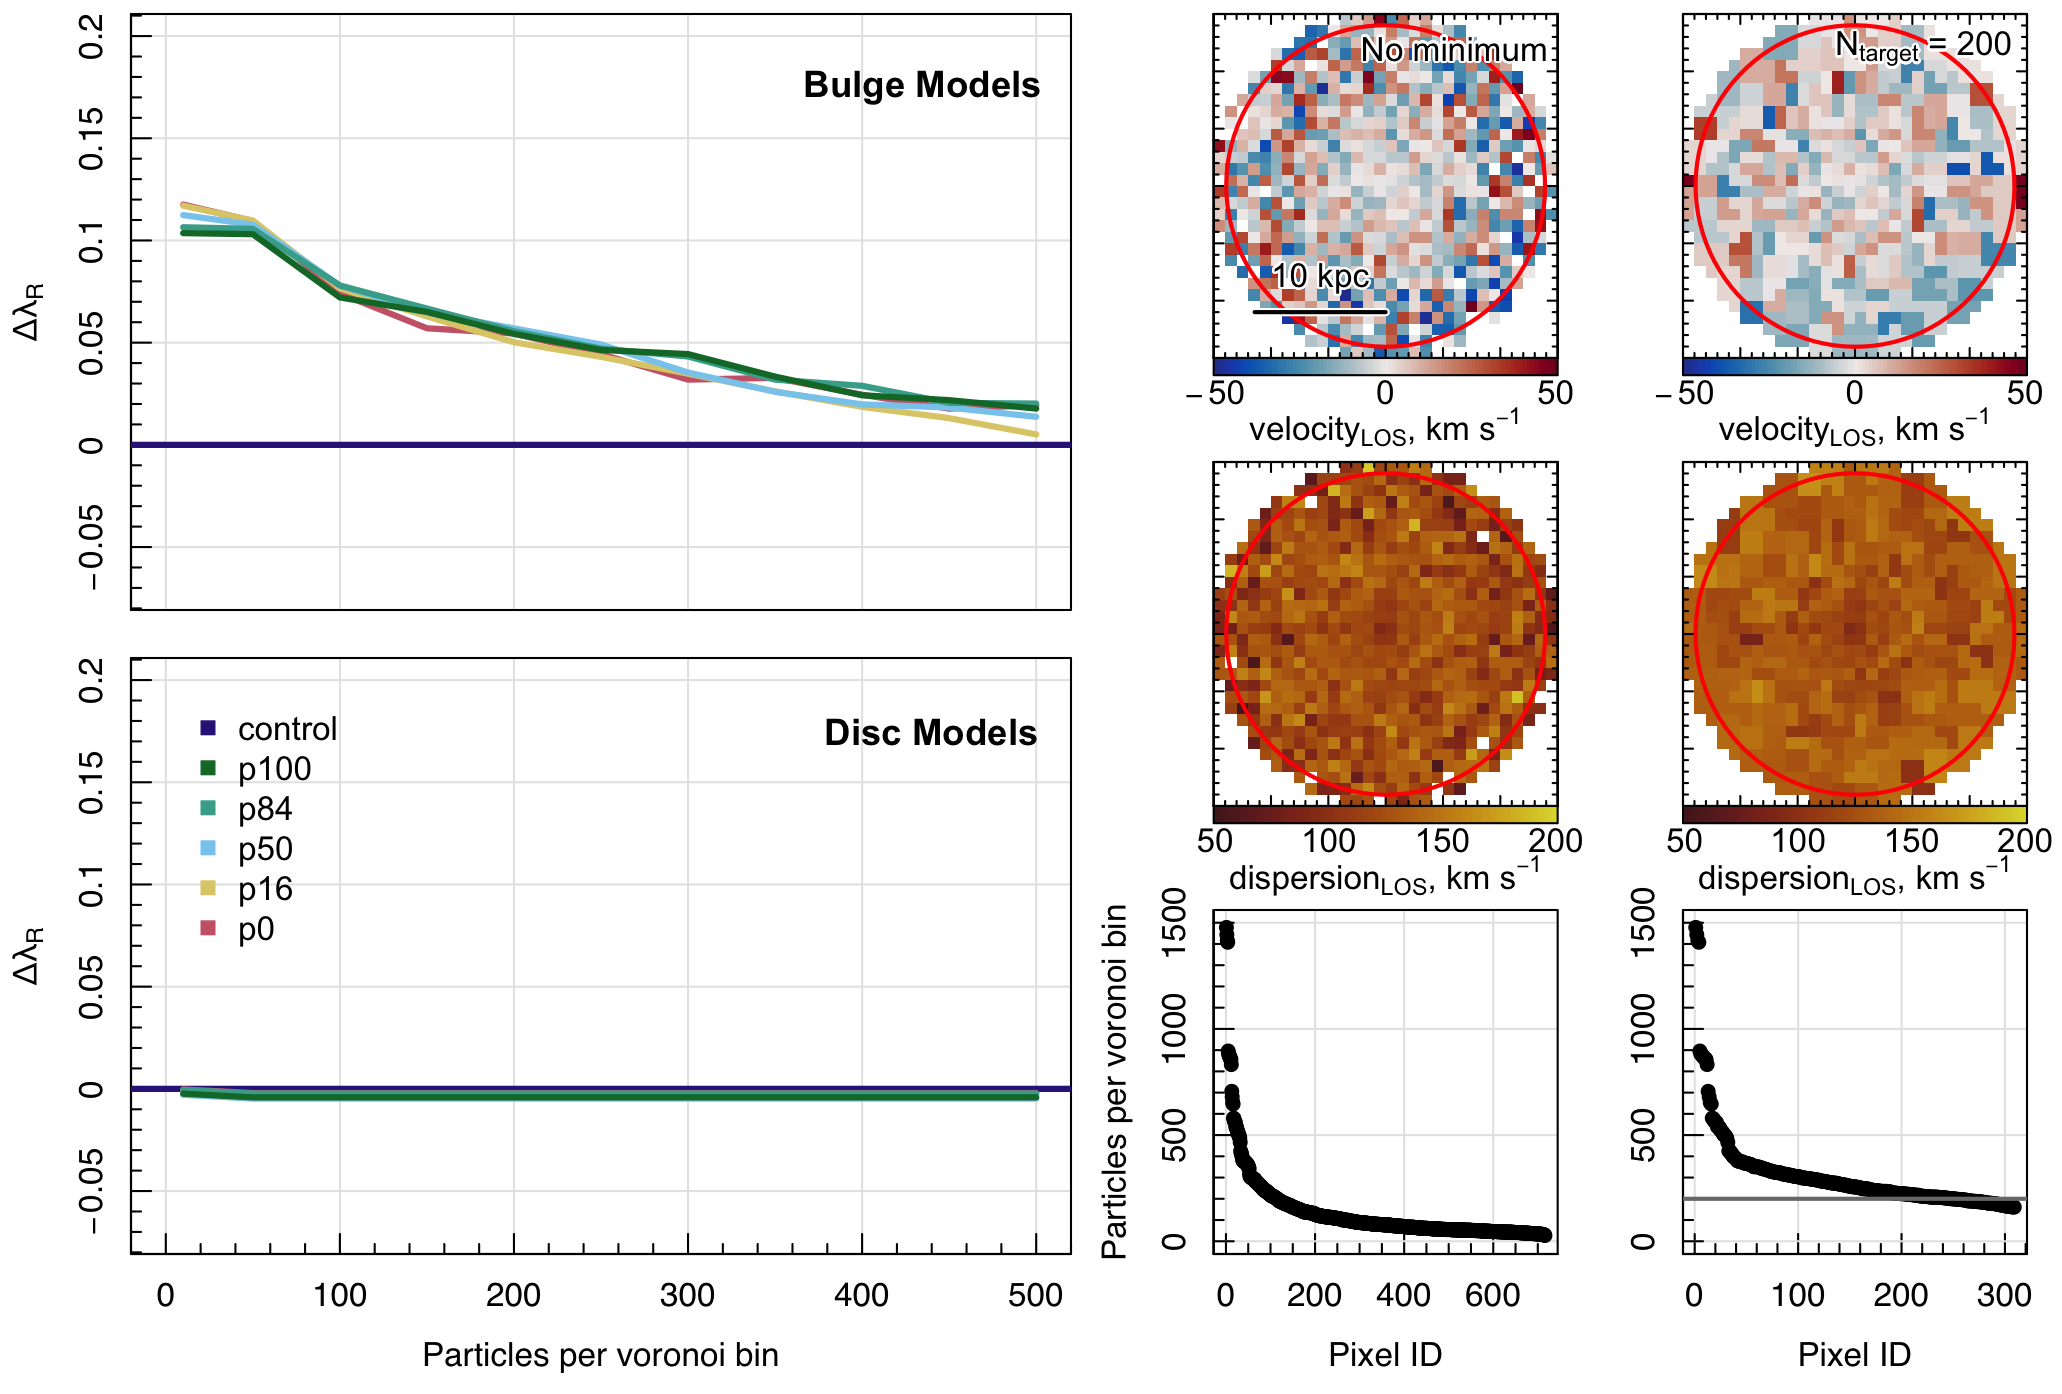 Bulge Models
ΔλR
0.2
0.15
0.1
0.05
0
−0.05
Disc Models
control
p100
p84
p50
p16
p0
ΔλR
0.2
0.15
0.1
0.05
0
−0.05
0 100 200 300 400 500
Particles per voronoi bin
No minimum
10 kpc
−50 0 50
velocityLOS, km s−1
Ntarget = 200
−50 0 50
velocityLOS, km s−1
50 100 150 200
dispersionLOS, km s−1
50 100 150 200
dispersionLOS, km s−1
Particles per voronoi bin
1500
1000
500
0
0 200 400 600
Pixel ID
1500
1000
500
0
0 100 200 300
Pixel ID